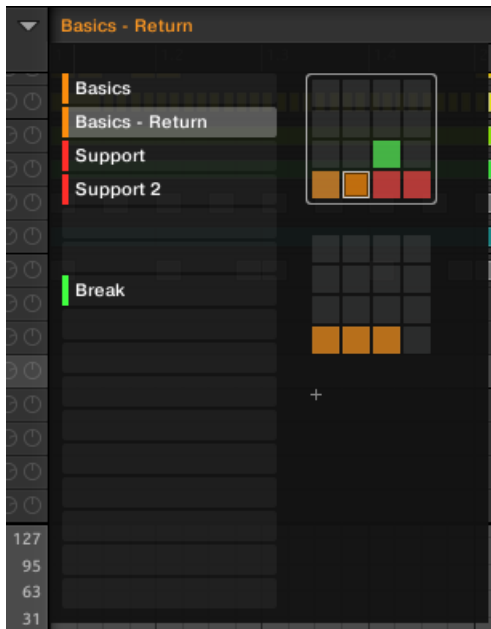 Basics - Return
Basics
Basics - Return
Support
Support 2
Break
127
95
63
31